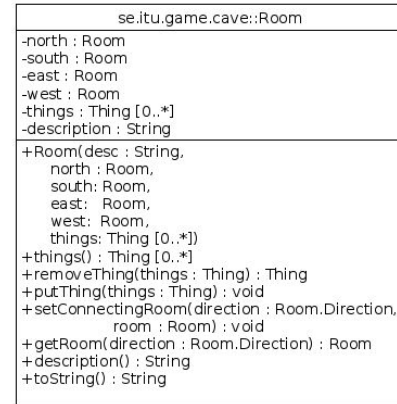 se.itu.game.cave::Room
-north : Room
-south : Room
-east : Room
-west : Room
-things : Thing [0..*]
-description : String
+Room(desc : String,
north : Room,
south: Room,
east: Room,
west: Room,
things: Thing [0..*])
+things() : Thing [0..*]
+removeThing(things : Thing) : Thing
+putThing(things : Thing) : void
+setConnectingRoom(direction : Room.Direction,
room : Room) : void
+getRoom(direction : Room.Direction) : Room
+description() : String
+toString() : String